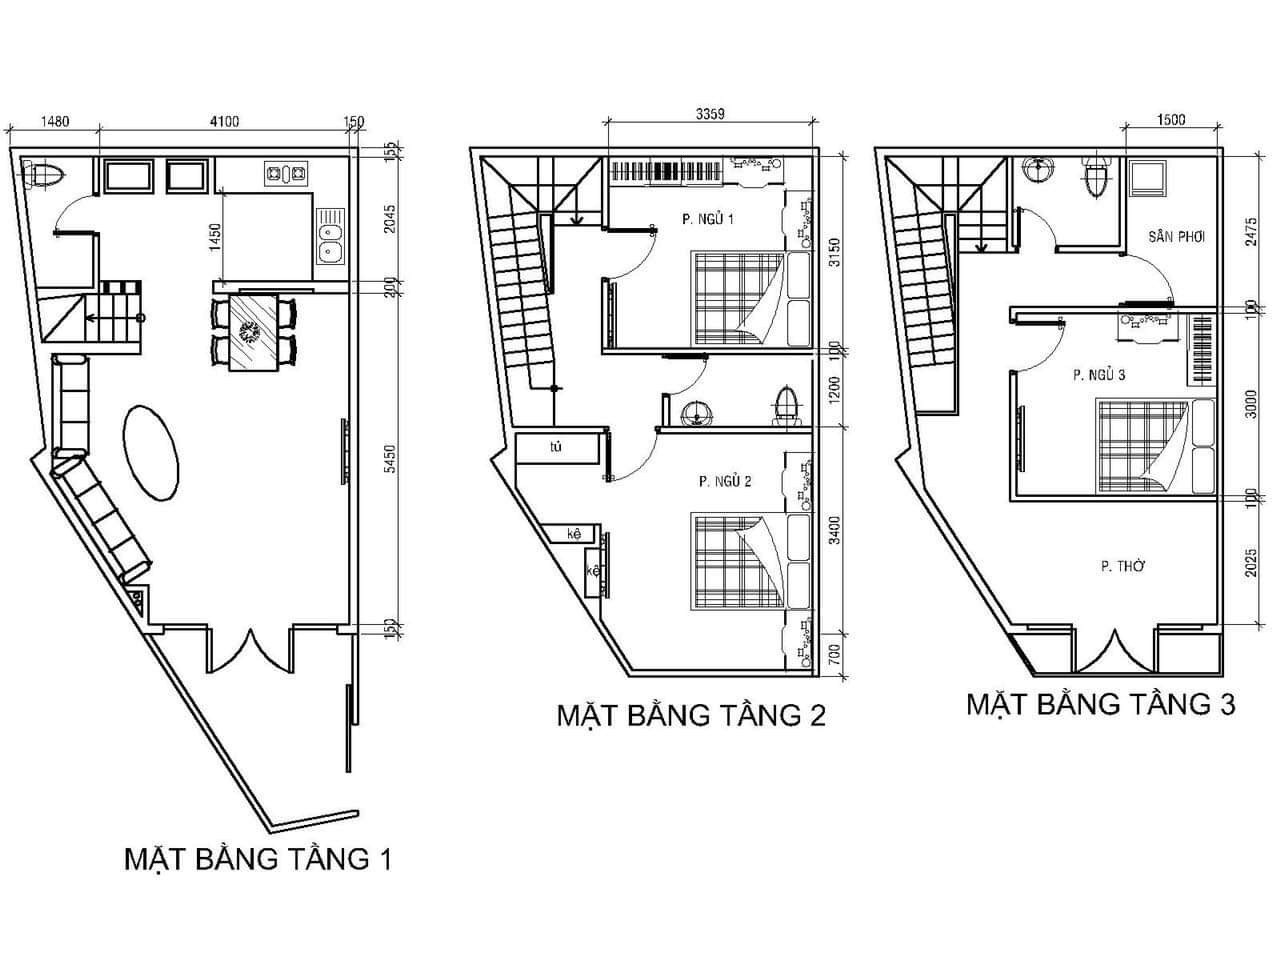 1480
4100
150
155
2045
1450
200
5450
150
MẶT BẰNG TẦNG 1
3359
P. NGỦ 1
3150
100
1200
tủ
P. NGỦ 2
3400
kệ
kệ
700
MẶT BẰNG TẦNG 2
1500
SÂN PHƠI
2475
100
P. NGỦ 3
3000
100
P. THỜ
2025
MẶT BẰNG TẦNG 3